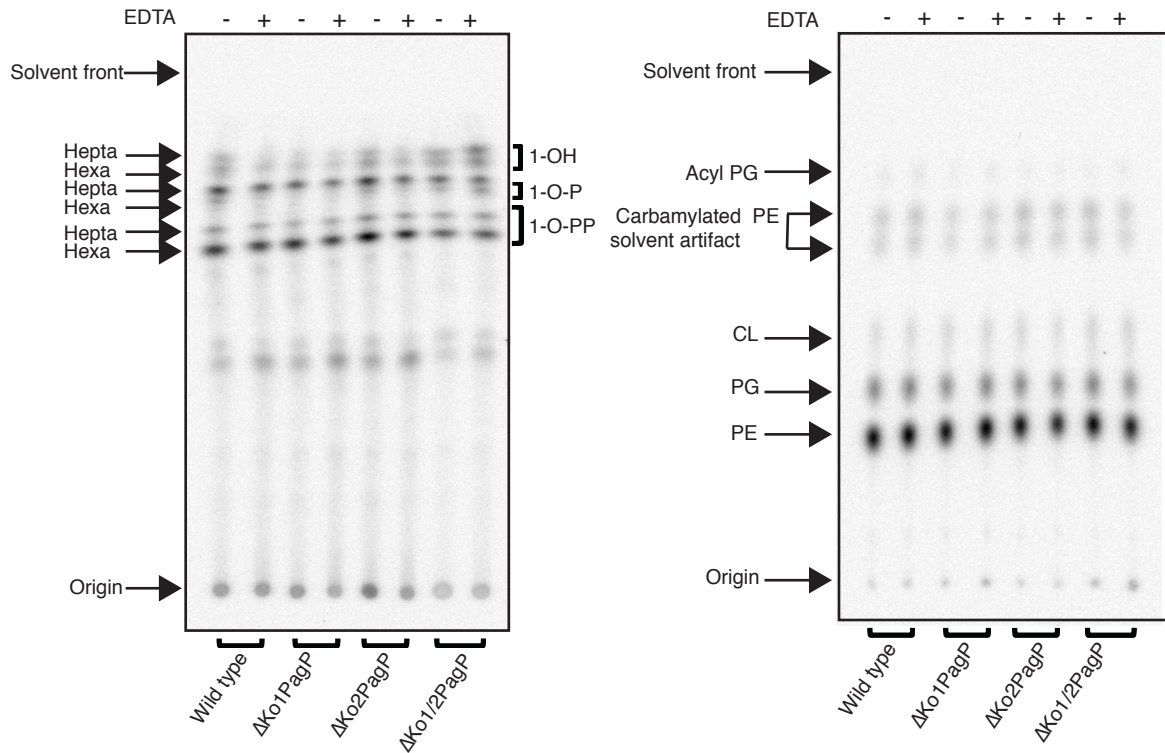 EDTA - + - + - + - +
Solvent front
Hepta
Hexa
Hepta
Hexa
Hepta
Hexa
1-OH
1-O-P
1-O-PP
Origin
Wild type
ΔKo1PagP
ΔKo2PagP
ΔKo1/2PagP
EDTA - + - + - + - +
Solvent front
Acyl PG
Carbamylated PE
solvent artifact
CL
PG
PE
Origin
Wild type
ΔKo1PagP
ΔKo2PagP
ΔKo1/2PagP